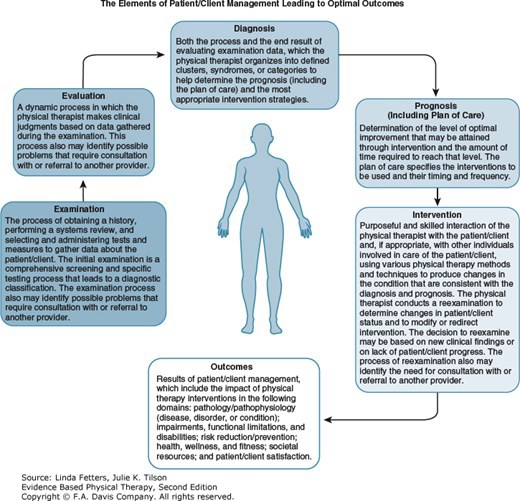 The Elements of Patient/Client Management Leading to Optimal Outcomes
Diagnosis
Both the process and the end result of
evaluating examination data, which the
physical therapist organizes into defined
clusters, syndromes, or categories to
help determine the prognosis (including
the plan of care) and the most
appropriate intervention strategies.
Evaluation
A dynamic process in which the
physical therapist makes clinical
judgments based on data gathered
during the examination. This
process also may identify possible
problems that require consultation
with or referral to another provider.
Prognosis
(Including Plan of Care)
Determination of the level of optimal
improvement that may be attained
through intervention and the amount of
time required to reach that level. The
plan of care specifies the interventions to
be used and their timing and frequency.
Examination
The process of obtaining a history,
performing a systems review, and
selecting and administering tests and
measures to gather data about the
patient/client. The initial examination is a
comprehensive screening and specific
testing process that leads to a diagnostic
classification. The examination process
also may identify possible problems that
require consultation with or referral to
another provider.
Intervention
Purposeful and skilled interaction of the
physical therapist with the patient/client
and, if appropriate, with other individuals
involved in care of the patient/client,
using various physical therapy methods
and techniques to produce changes in
the condition that are consistent with the
diagnosis and prognosis. The physical
therapist conducts a reexamination to
determine changes in patient/client
status and to modify or redirect
intervention. The decision to reexamine
may be based on new clinical findings or
on lack of patient/client progress. The
process of reexamination also may
identify the need for consultation with or
referral to another provider.
Outcomes
Results of patient/client management,
which include the impact of physical
therapy interventions in the following
domains: pathology/pathophysiology
(disease, disorder, or condition);
impairments, functional limitations, and
disabilities; risk reduction/prevention;
health, wellness, and fitness; societal
resources; and patient/client satisfaction.
Source: Linda Fetters, Julie K. Tilson
Evidence Based Physical Therapy, Second Edition
Copyright © F.A. Davis Company. All rights reserved.